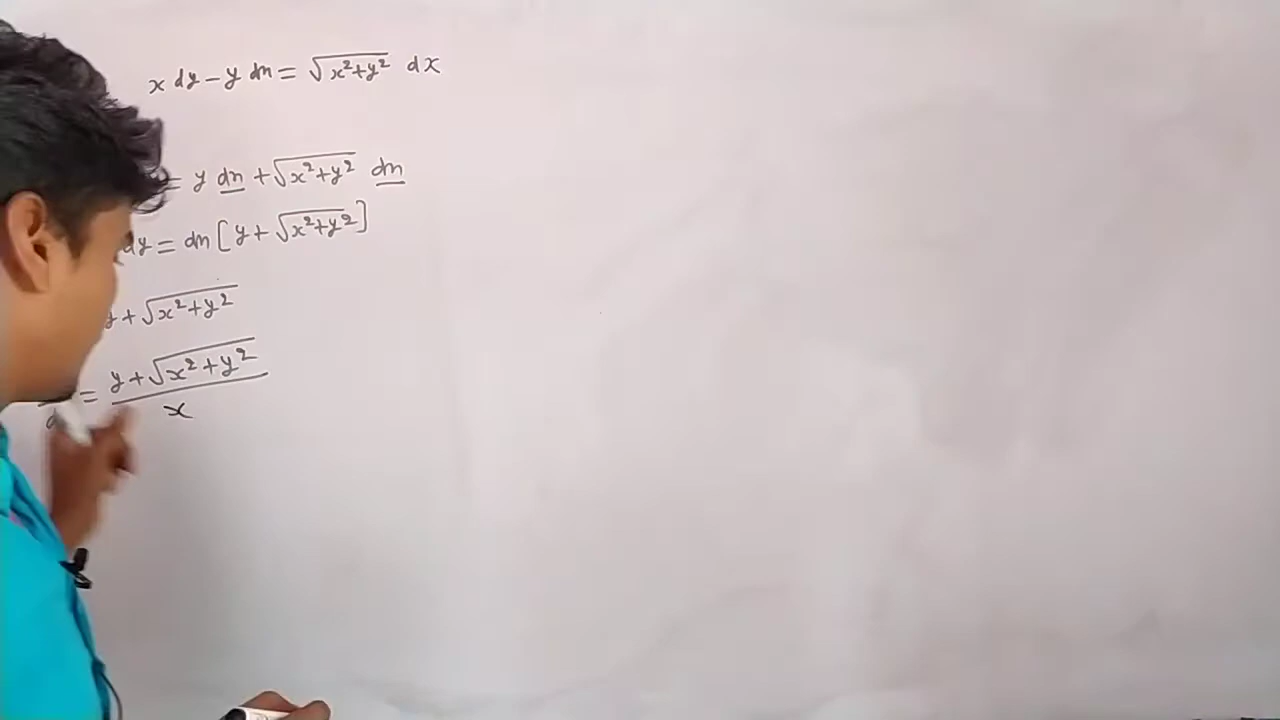 x dy - y dx = √x²+y² dx
= y dx + √x²+y² dx
dy = dx [y + √x²+y²]
y + √x²+y²
= y + √x²+y² / x